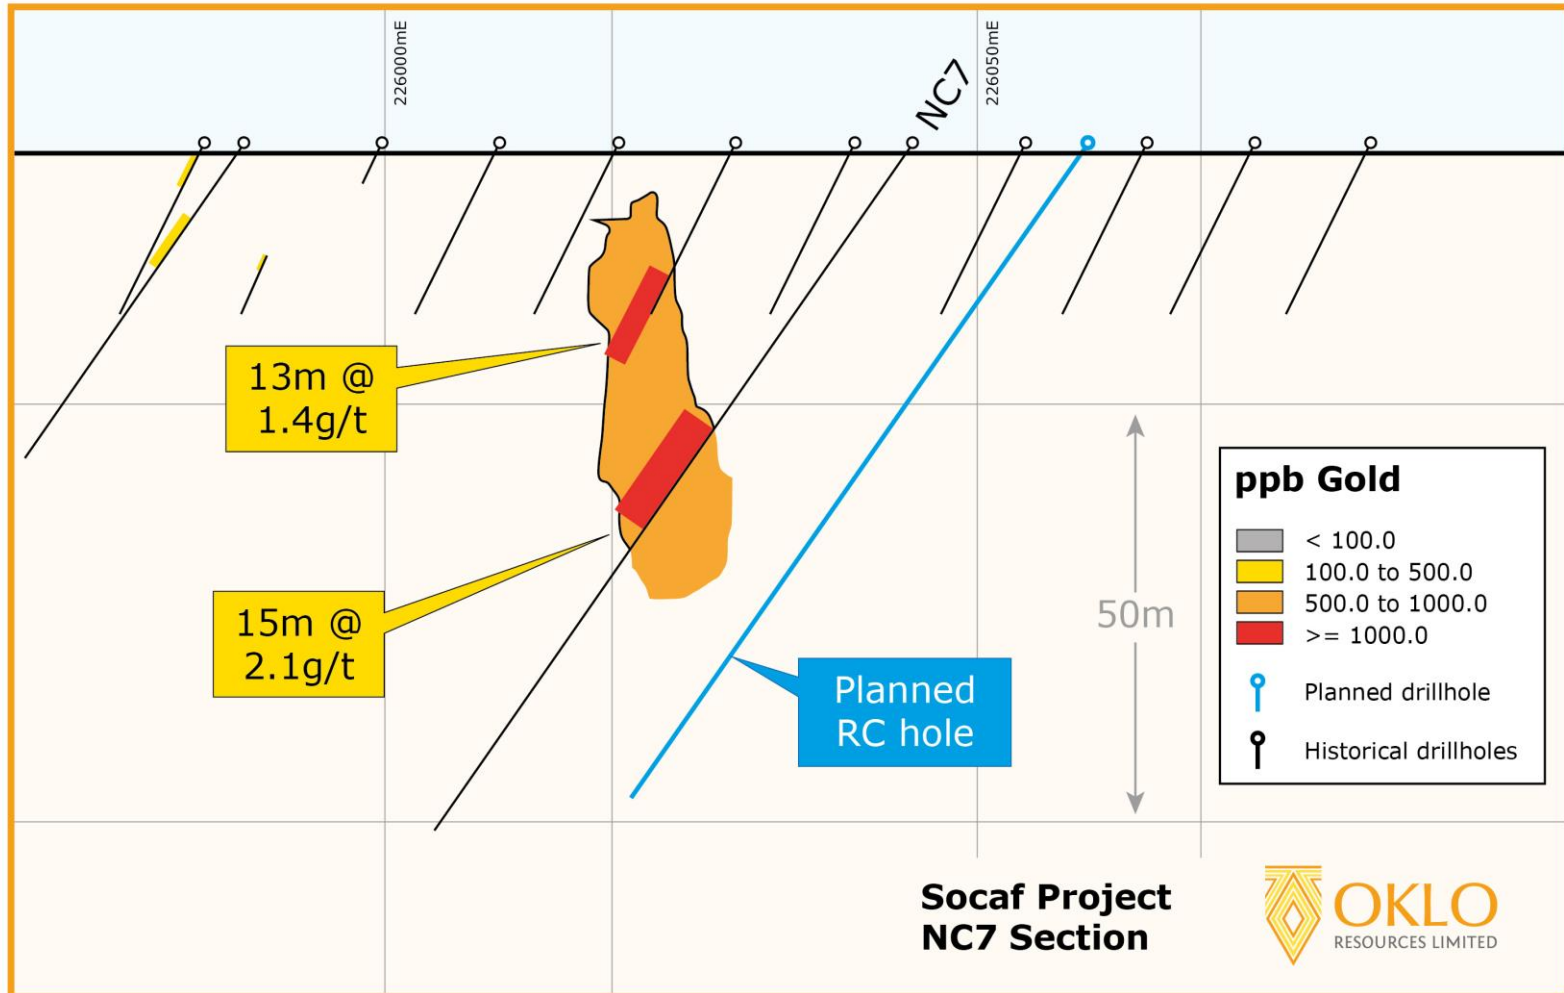 226000mE
NC7
226050mE
13m @
1.4g/t
15m @
2.1g/t
Planned
RC hole
50m
ppb Gold
< 100.0
100.0 to 500.0
500.0 to 1000.0
>= 1000.0
Planned drillhole
Historical drillholes
Socaf Project
NC7 Section
OKLO
RESOURCES LIMITED